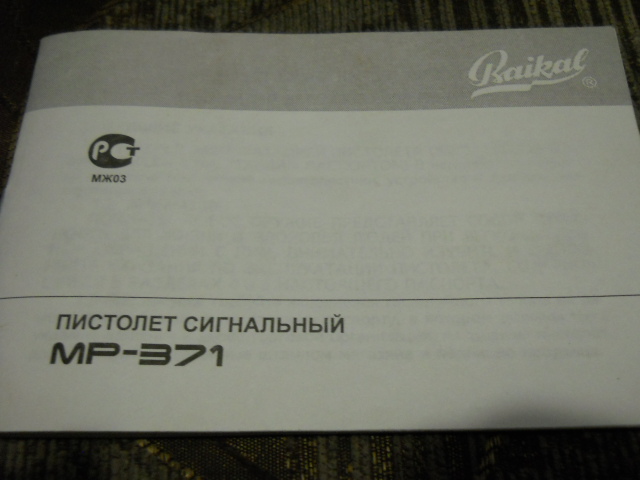 Baikal®
РСТ
МЖ03
ПИСТОЛЕТ СИГНАЛЬНЫЙ
МР-371